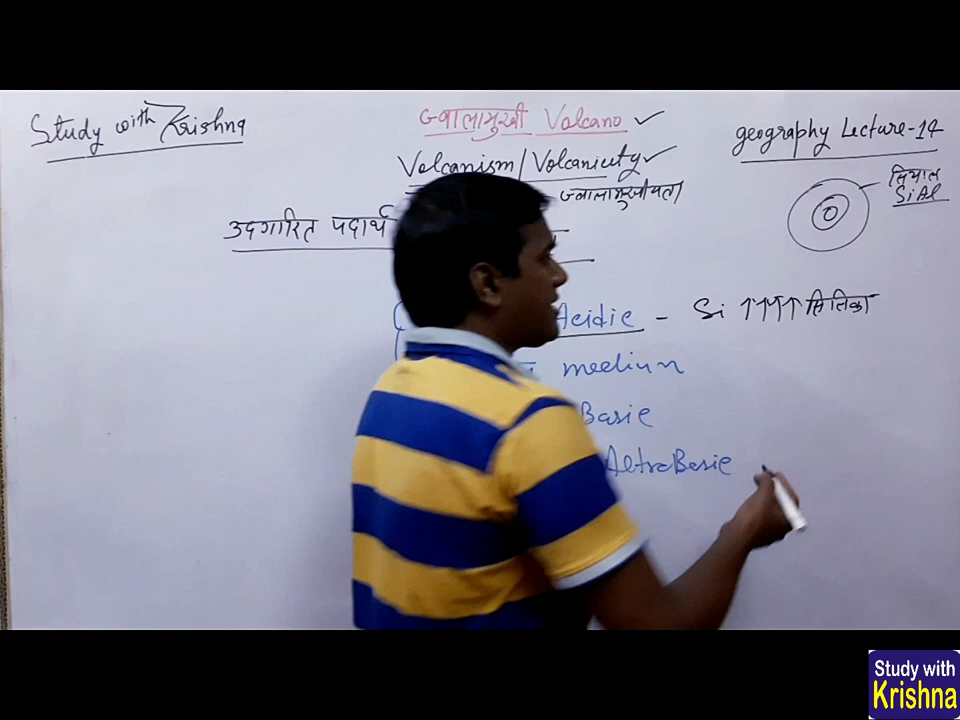 Study with Krishna
ज्वालामुखी Volcano
geography Lecture-14
Volcanism/Volcanicity
ज्वालामुखीयता
सियाल
SiAl
उदगारित पदार्थ
Acidic - Si ↑↑↑↑ सिलिका
medium
Basic
AltraBasic
Study with
Krishna